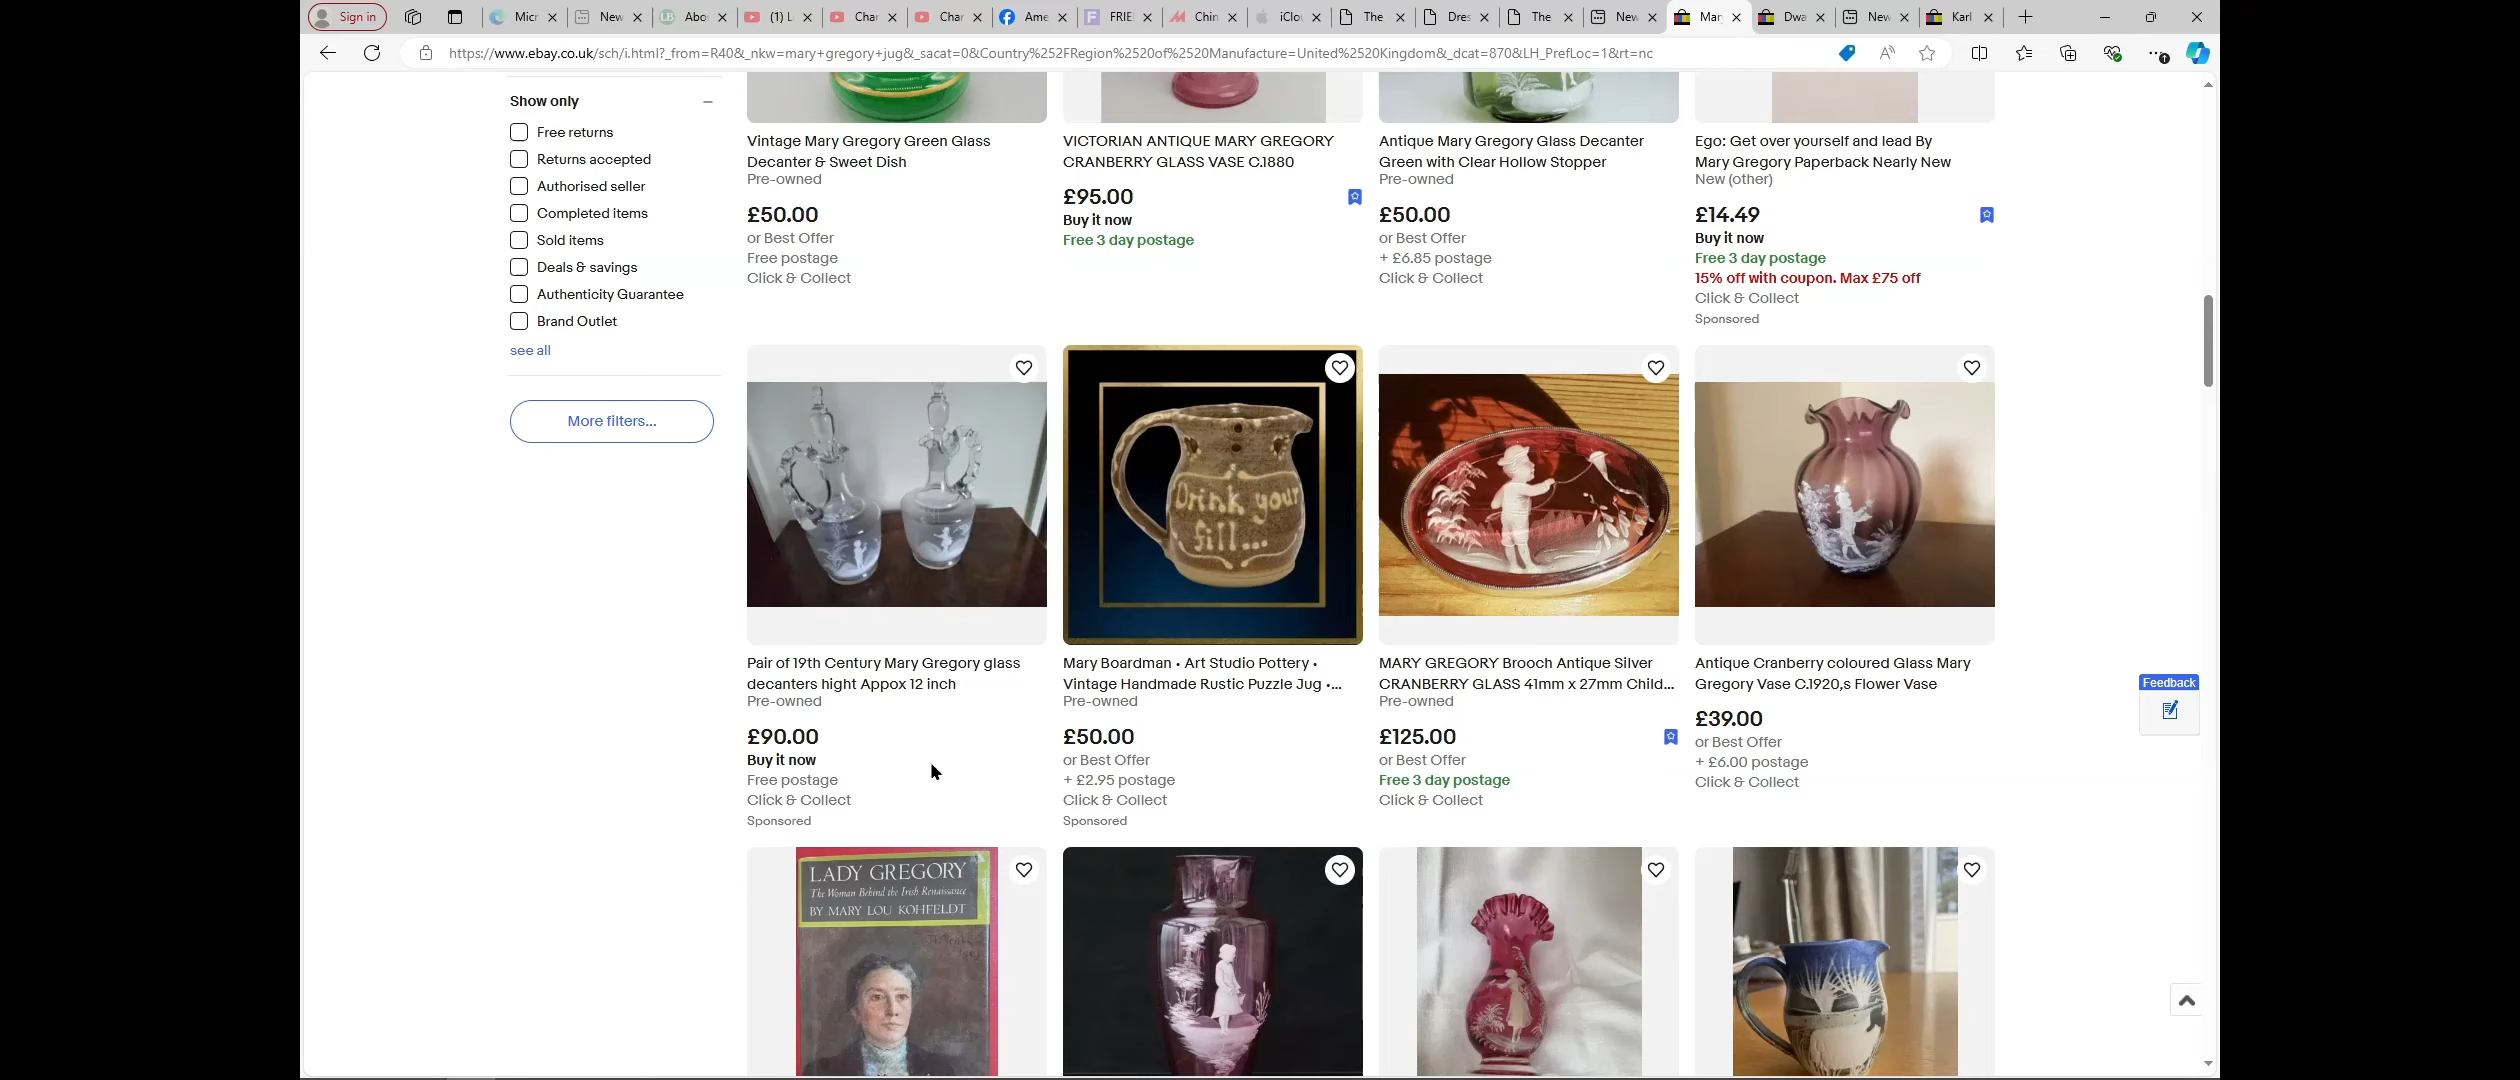 Sign in
Micr
New
Abo
(1) L
Char
Char
Ame
FRIE
Chin
iClou
The
Dres
The
New
Mar
Dwa
New
Karl
https://www.ebay.co.uk/sch/i.html?_from=R40&_nkw=mary+gregory+jug&_sacat=0&Country%252FRegion%2520of%2520Manufacture=United%2520Kingdom&_dcat=870&LH_PrefLoc=1&rt=nc
Show only
Free returns
Returns accepted
Authorised seller
Completed items
Sold items
Deals & savings
Authenticity Guarantee
Brand Outlet
see all
More filters...
Vintage Mary Gregory Green Glass
Decanter & Sweet Dish
Pre-owned
£50.00
or Best Offer
Free postage
Click & Collect
VICTORIAN ANTIQUE MARY GREGORY
CRANBERRY GLASS VASE C.1880
£95.00
Buy it now
Free 3 day postage
Antique Mary Gregory Glass Decanter
Green with Clear Hollow Stopper
Pre-owned
£50.00
or Best Offer
+ £6.85 postage
Click & Collect
Ego: Get over yourself and lead By
Mary Gregory Paperback Nearly New
New (other)
£14.49
Buy it now
Free 3 day postage
15% off with coupon. Max £75 off
Click & Collect
Sponsored
Drink your
fill...
Pair of 19th Century Mary Gregory glass
decanters hight Appox 12 inch
Pre-owned
£90.00
Buy it now
Free postage
Click & Collect
Sponsored
Mary Boardman • Art Studio Pottery •
Vintage Handmade Rustic Puzzle Jug •...
Pre-owned
£50.00
or Best Offer
+ £2.95 postage
Click & Collect
Sponsored
MARY GREGORY Brooch Antique Silver
CRANBERRY GLASS 41mm x 27mm Child...
Pre-owned
£125.00
or Best Offer
Free 3 day postage
Click & Collect
Antique Cranberry coloured Glass Mary
Gregory Vase C.1920,s Flower Vase
£39.00
or Best Offer
+ £6.00 postage
Click & Collect
Feedback
LADY GREGORY
The Woman Behind the Irish Renaissance
BY MARY LOU KOHFELDT